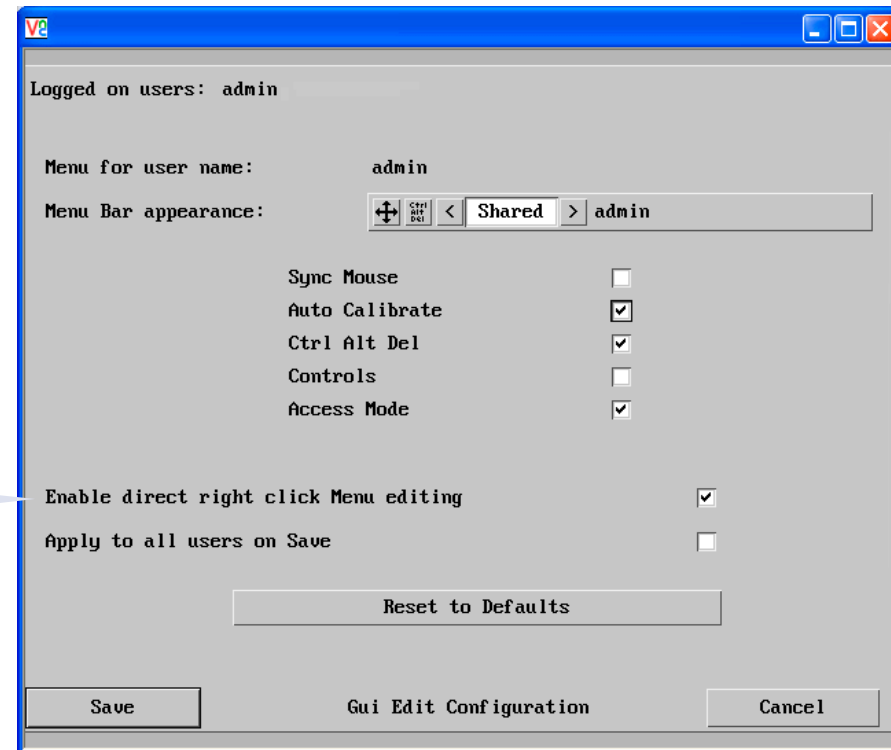 V2
Logged on users: admin
Menu for user name: admin
Menu Bar appearance: Ctrl Alt Del < Shared > admin
Sync Mouse
Auto Calibrate
Ctrl Alt Del
Controls
Access Mode
Enable direct right click Menu editing
Apply to all users on Save
Reset to Defaults
Save Gui Edit Configuration Cancel